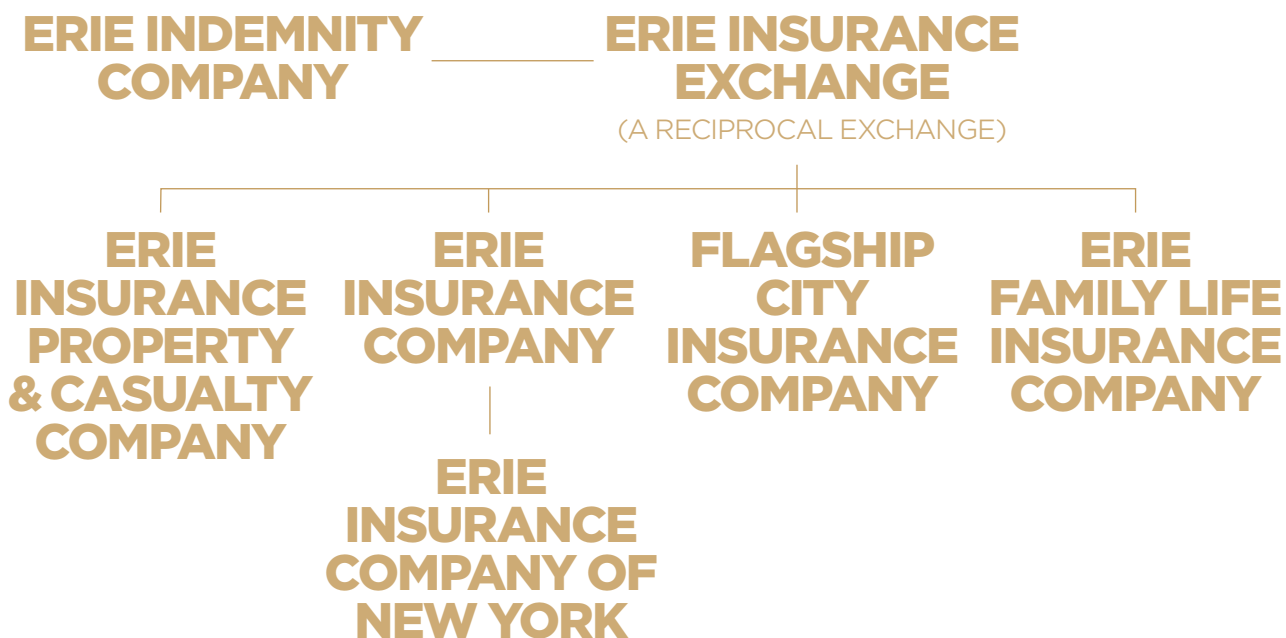 ERIE INDEMNITY
COMPANY
ERIE INSURANCE
EXCHANGE
(A RECIPROCAL EXCHANGE)
ERIE
INSURANCE
PROPERTY
& CASUALTY
COMPANY
ERIE
INSURANCE
COMPANY
FLAGSHIP
CITY
INSURANCE
COMPANY
ERIE
FAMILY LIFE
INSURANCE
COMPANY
ERIE
INSURANCE
COMPANY OF
NEW YORK